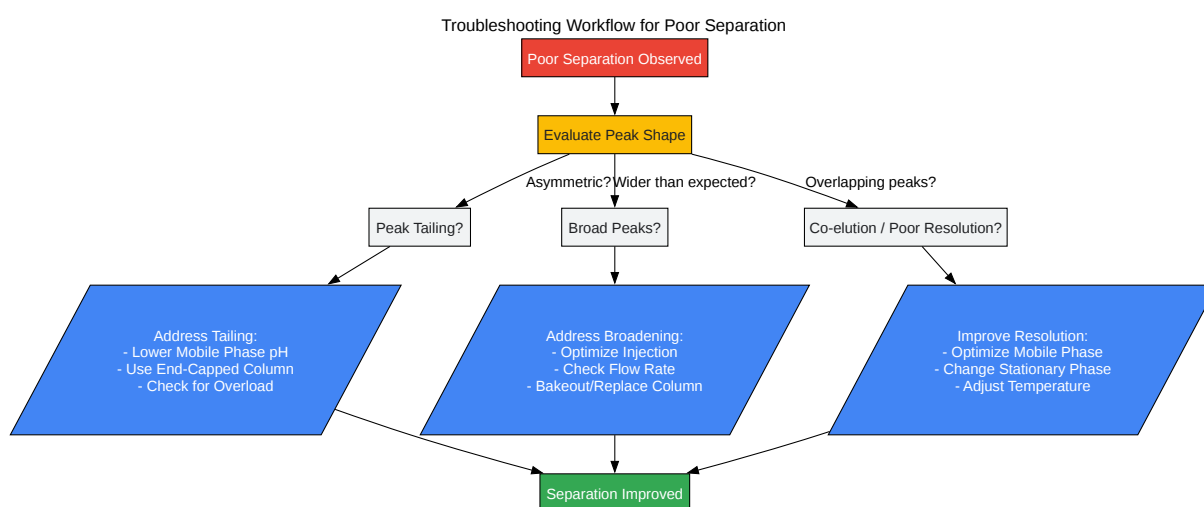 Troubleshooting Workflow for Poor Separation
Poor Separation Observed
Evaluate Peak Shape
Asymmetric?
Wider than expected?
Overlapping peaks?
Peak Tailing?
Broad Peaks?
Co-elution / Poor Resolution?
Address Tailing:
- Lower Mobile Phase pH
- Use End-Capped Column
- Check for Overload
Address Broadening:
- Optimize Injection
- Check Flow Rate
- Bakeout/Replace Column
Improve Resolution:
- Optimize Mobile Phase
- Change Stationary Phase
- Adjust Temperature
Separation Improved